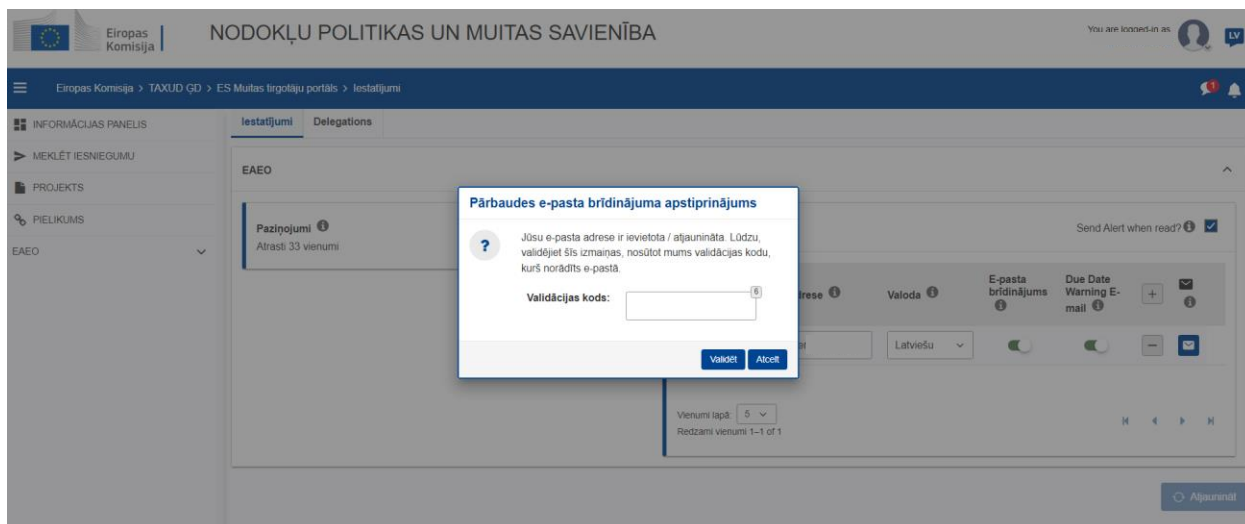 Eiropas
Komisija
NODOKĻU POLITIKAS UN MUITAS SAVIENĪBA
You are logged-in as
LV
Eiropas Komisija > TAXUD ĢD > ES Muitas tirgotāju portāls > Iestatījumi
1
INFORMĀCIJAS PANELIS
MEKLĒT IESNIEGUMU
PROJEKTS
PIELIKUMS
EAEO
Iestatījumi Delegations
EAEO
Paziņojumi
Atrasti 33 vienumi
Send Alert when read?
Pārbaudes e-pasta brīdinājuma apstiprinājums
Jūsu e-pasta adrese ir ievietota / atjaunināta. Lūdzu,
validējiet šīs izmaiņas, nosūtot mums validācijas kodu,
kurš norādīts e-pastā.
Validācijas kods:
6
Validēt Atcelt
Valoda
E-pasta
brīdinājums
Due Date
Warning E-
mail
Latviešu
Vienumi lapā: 5
Redzami vienumi 1–1 of 1
Atjaunināt